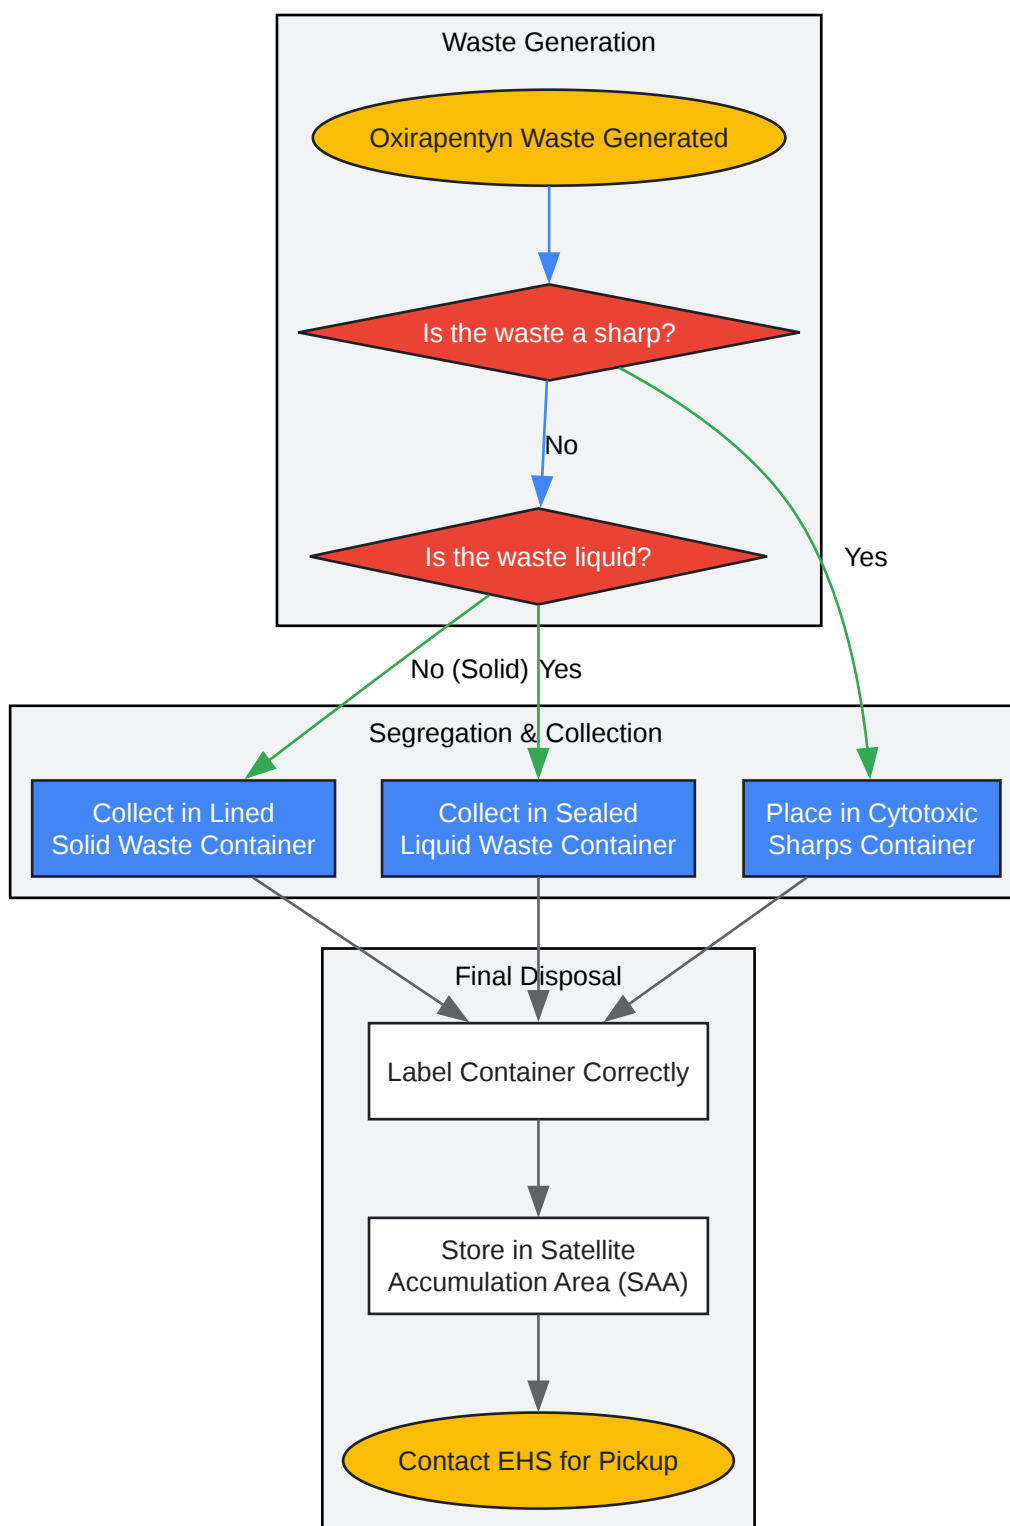 Waste Generation
Oxirapentyn Waste Generated
Is the waste a sharp?
No
Is the waste liquid?
Yes
No (Solid)
Yes
Segregation & Collection
Collect in Lined
Solid Waste Container
Collect in Sealed
Liquid Waste Container
Place in Cytotoxic
Sharps Container
Final Disposal
Label Container Correctly
Store in Satellite
Accumulation Area (SAA)
Contact EHS for Pickup